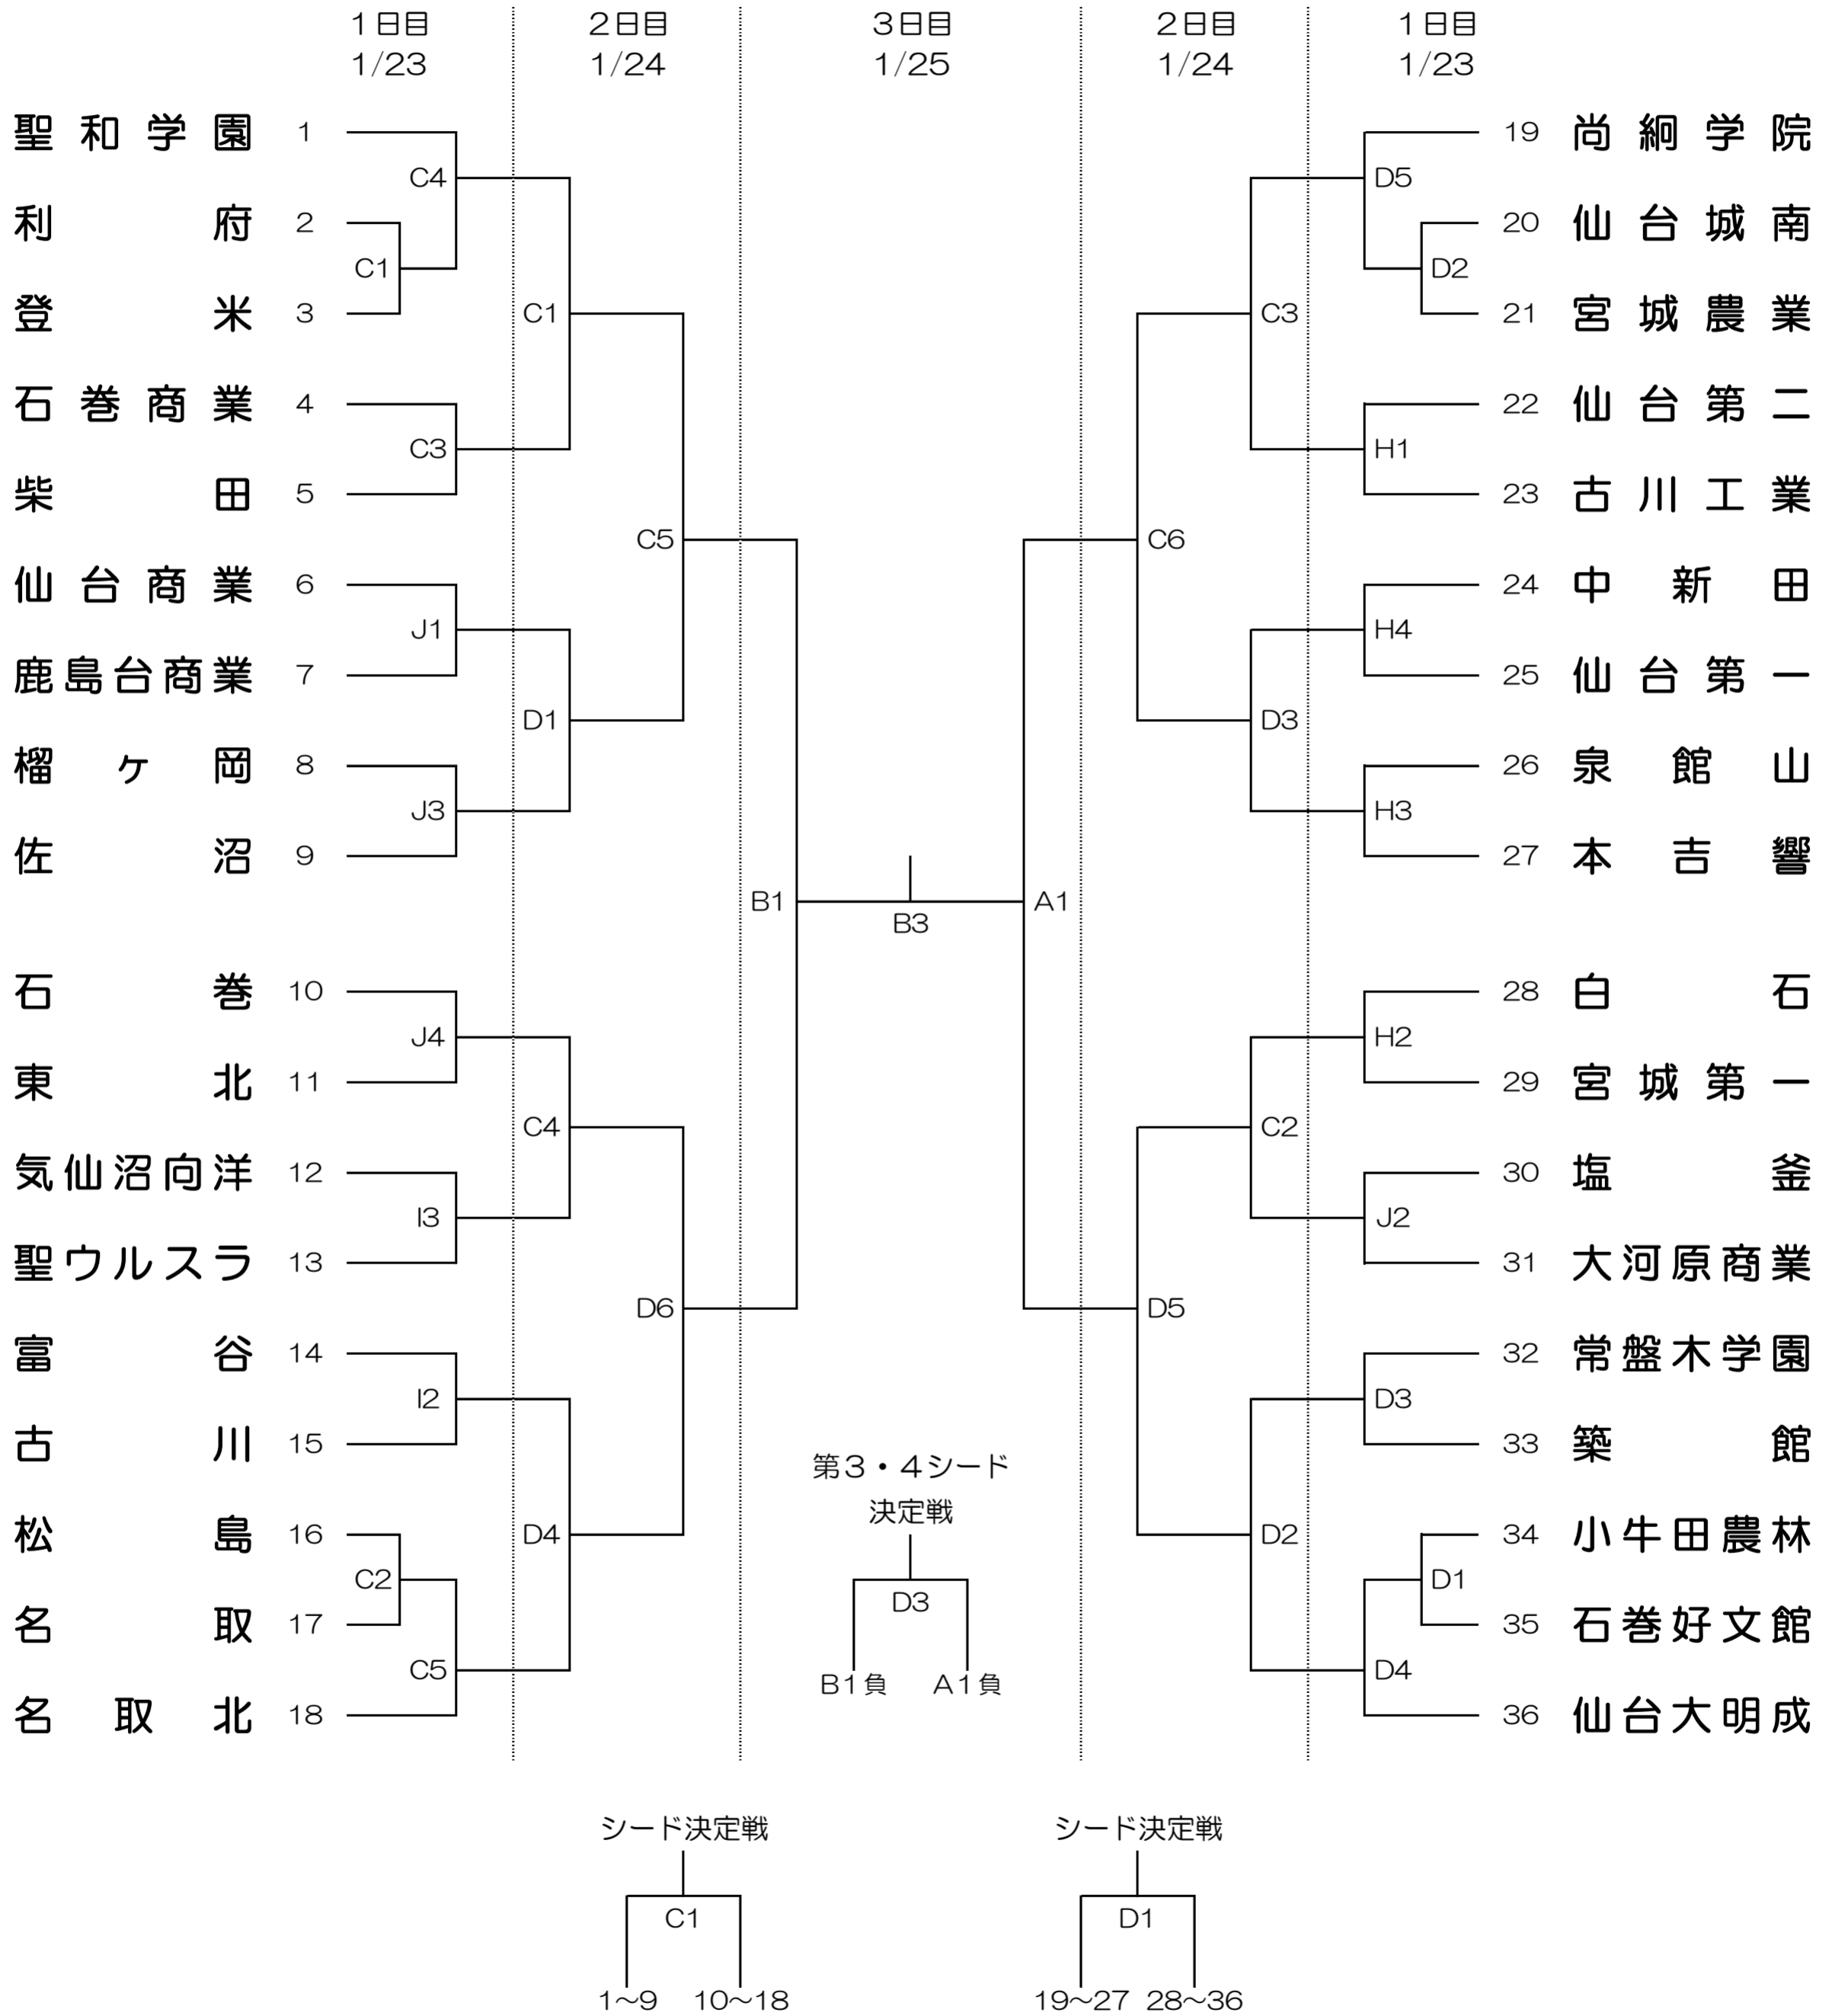 1日目 2日目 3日目 2日目 1日目
1/23 1/24 1/25 1/24 1/23
聖和学園 1 19 尚絅学院
C4 D5
利府 2 20 仙台城南
C1 D2
登米 3 C1 C3 21 宮城農業
石巻商業 4 22 仙台第二
C3 H1
柴田 5 23 古川工業
C5 C6
仙台商業 6 24 中新田
J1 H4
鹿島台商業 7 25 仙台第一
D1 D3
榴ヶ岡 8 26 泉館山
J3 H3
佐沼 9 27 本吉響
B1 B3 A1
石巻 10 28 白石
J4 H2
東北 11 29 宮城第一
C4 C2
気仙沼向洋 12 30 塩釜
I3 J2
聖ウルスラ 13 31 大河原商業
D6 D5
富谷 14 32 常盤木学園
I2 D3
古川 15 33 築館
第3・4シード
決定戦
松島 16 D4 D2 34 小牛田農林
C2 D1
D3
名取 17 35 石巻好文館
C5 B1負 A1負 D4
名取北 18 36 仙台大明成
シード決定戦 シード決定戦
C1 D1
1～9 10～18 19～27 28～36